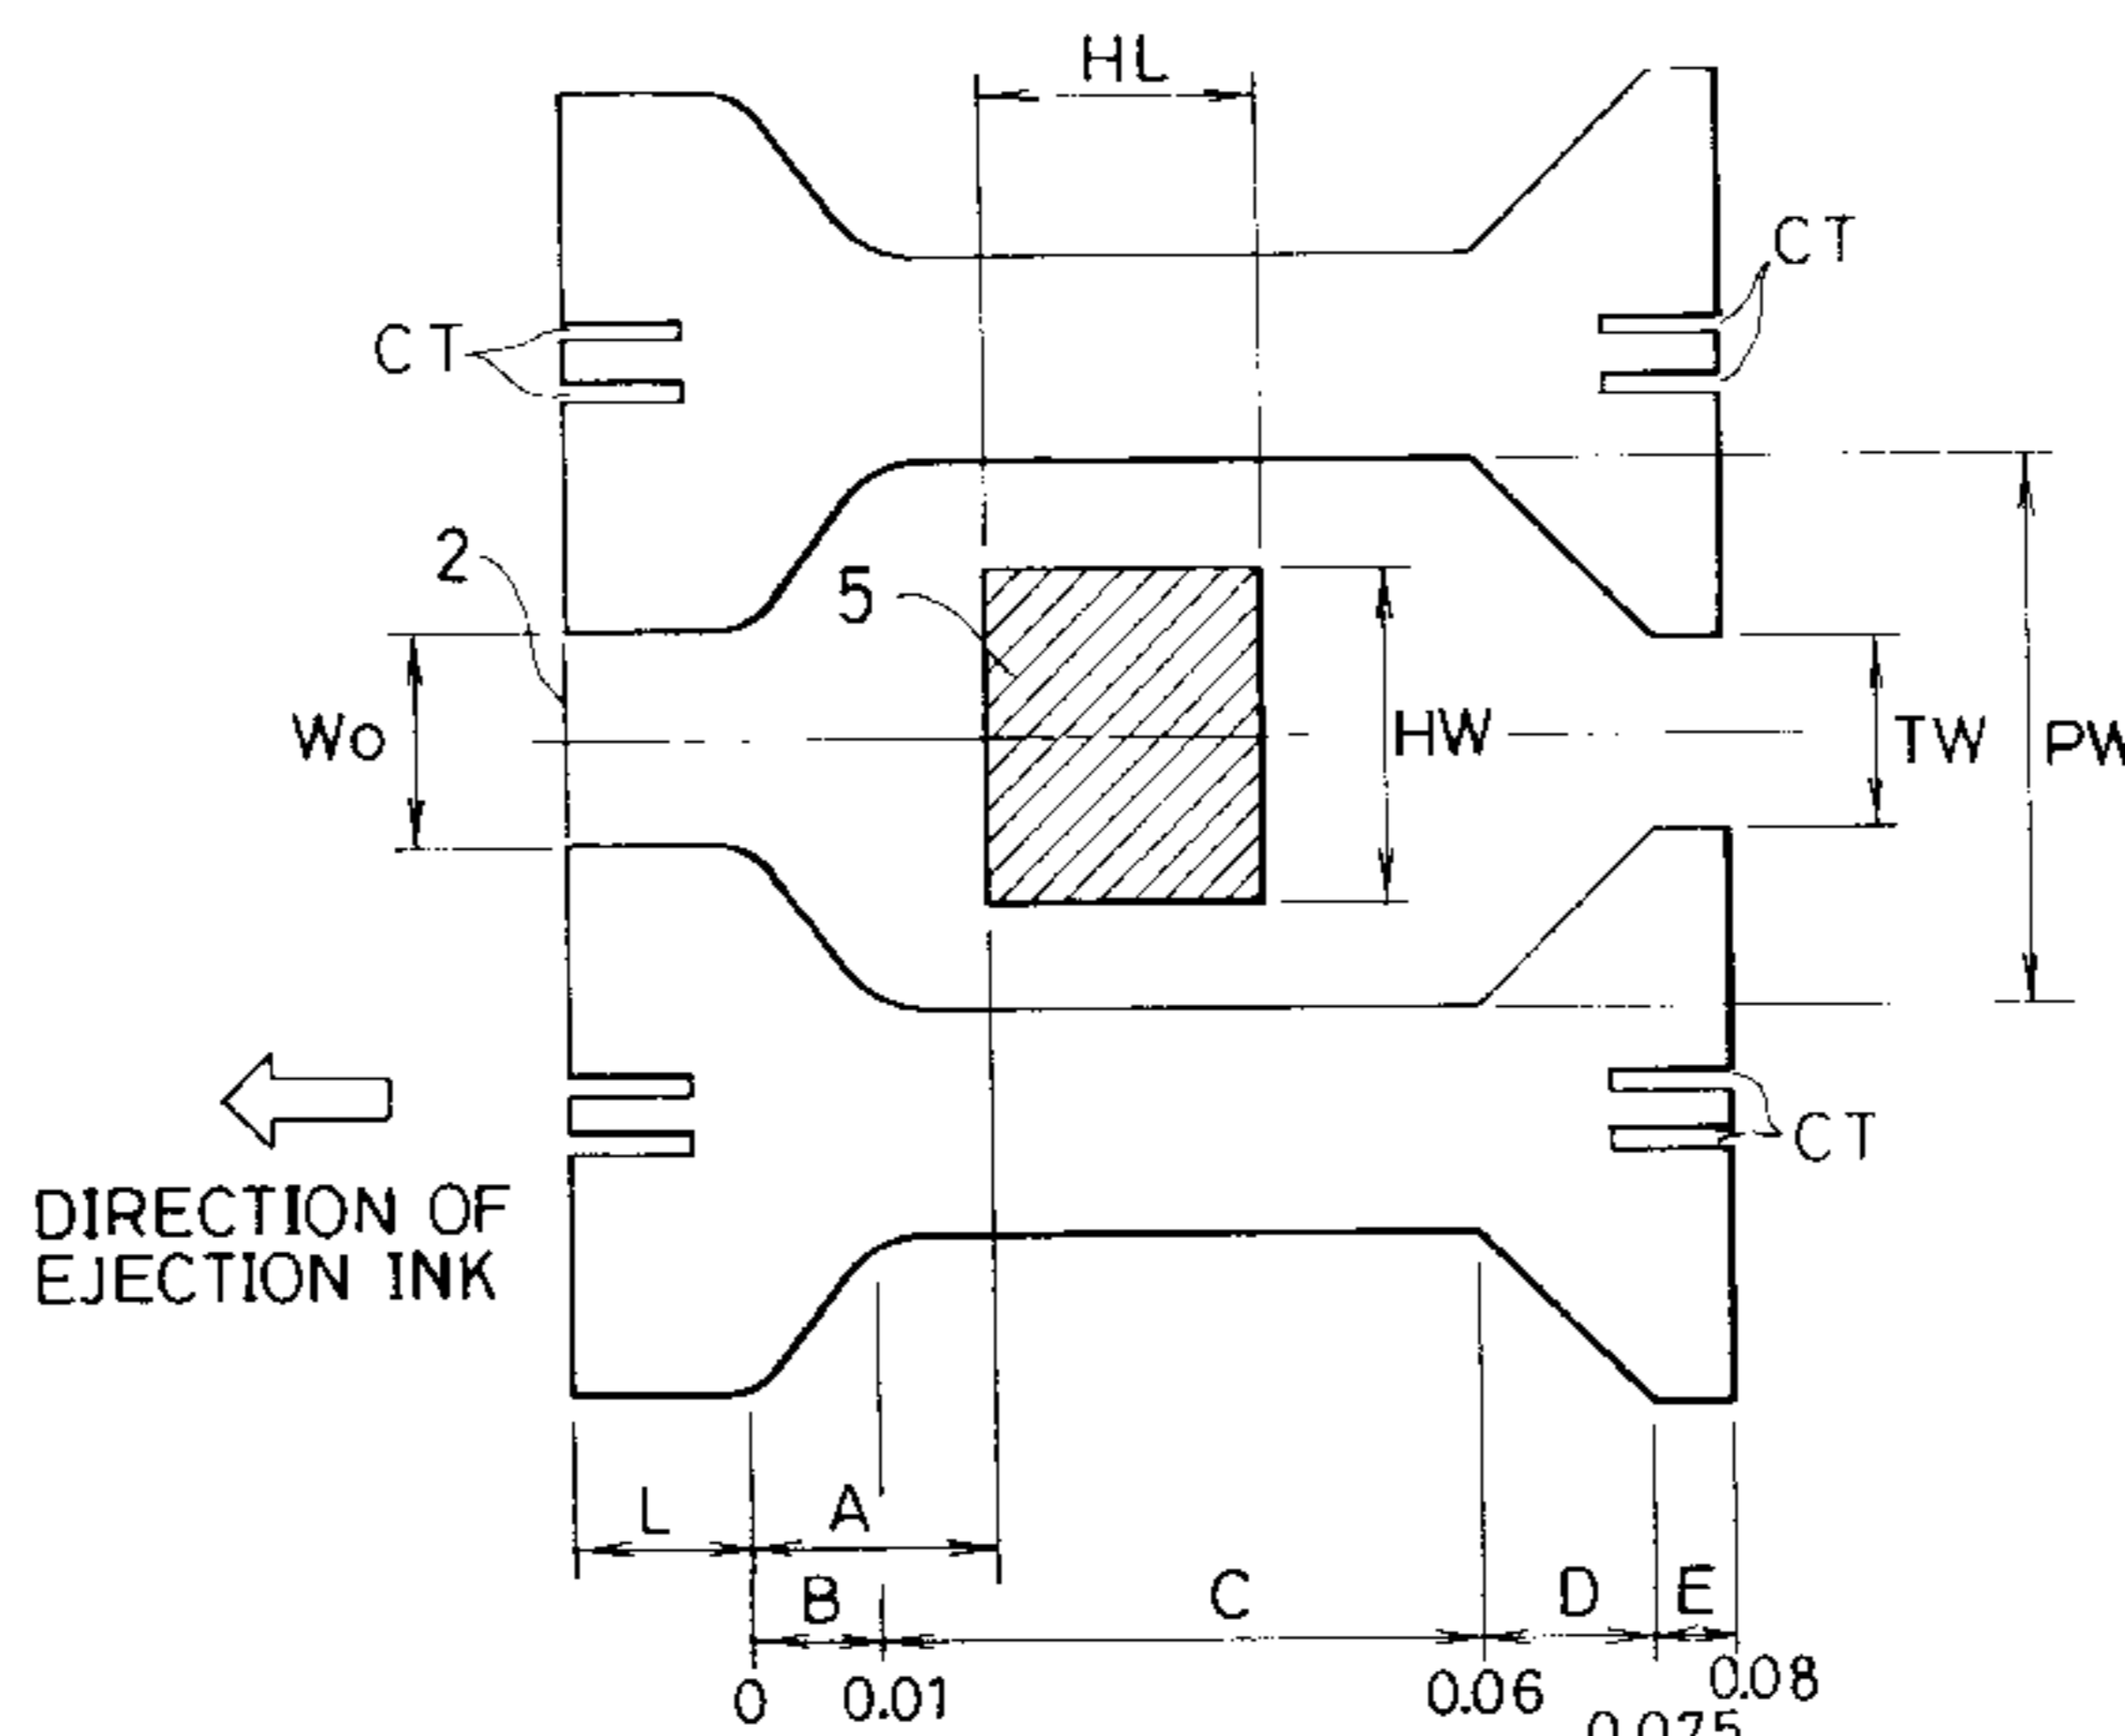 HL
CT
CT
2
5
Wo
HW
TW
PW
CT
DIRECTION OF
EJECTION INK
L
A
B
C
D
E
0
0.01
0.06
0.08
0.075